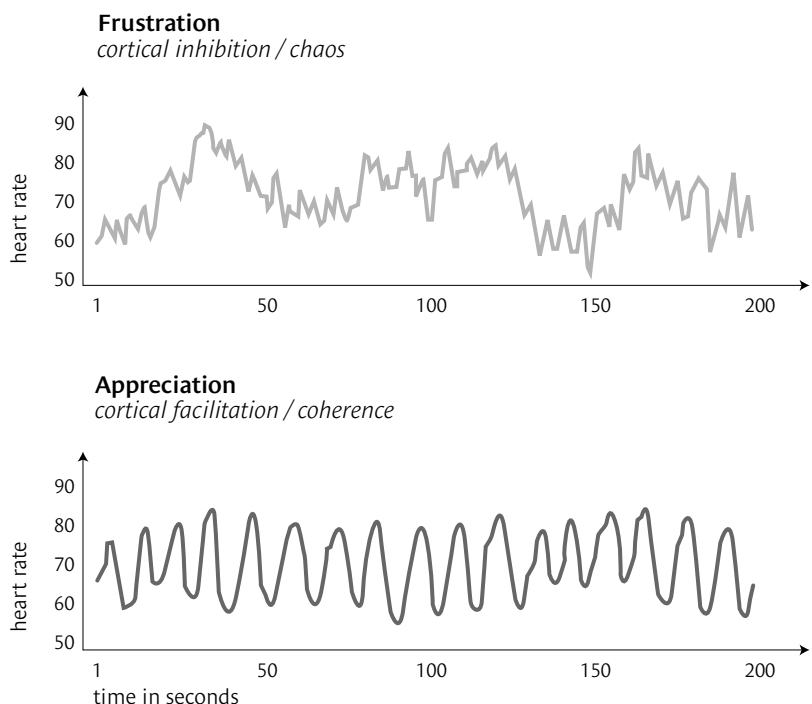 Frustration
cortical inhibition / chaos
90
80
70
60
50
heart rate
1 50 100 150 200
Appreciation
cortical facilitation / coherence
90
80
70
60
50
heart rate
1 50 100 150 200
time in seconds